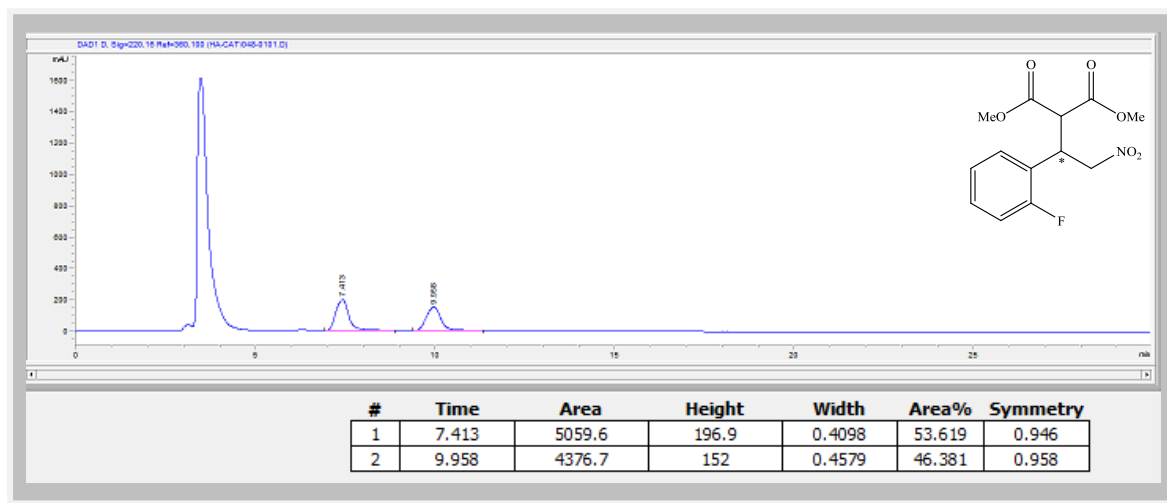 DAD1 D, Sig=220,16 Ref=360,100 (HA-CAT\048-0101.D)
mAU
1600
1400
1200
1000
800
600
400
200
0
7.413
9.958
0 5 10 15 20 25 min
O O
MeO OMe
NO2
*
F
# Time Area Height Width Area% Symmetry
1 7.413 5059.6 196.9 0.4098 53.619 0.946
2 9.958 4376.7 152 0.4579 46.381 0.958